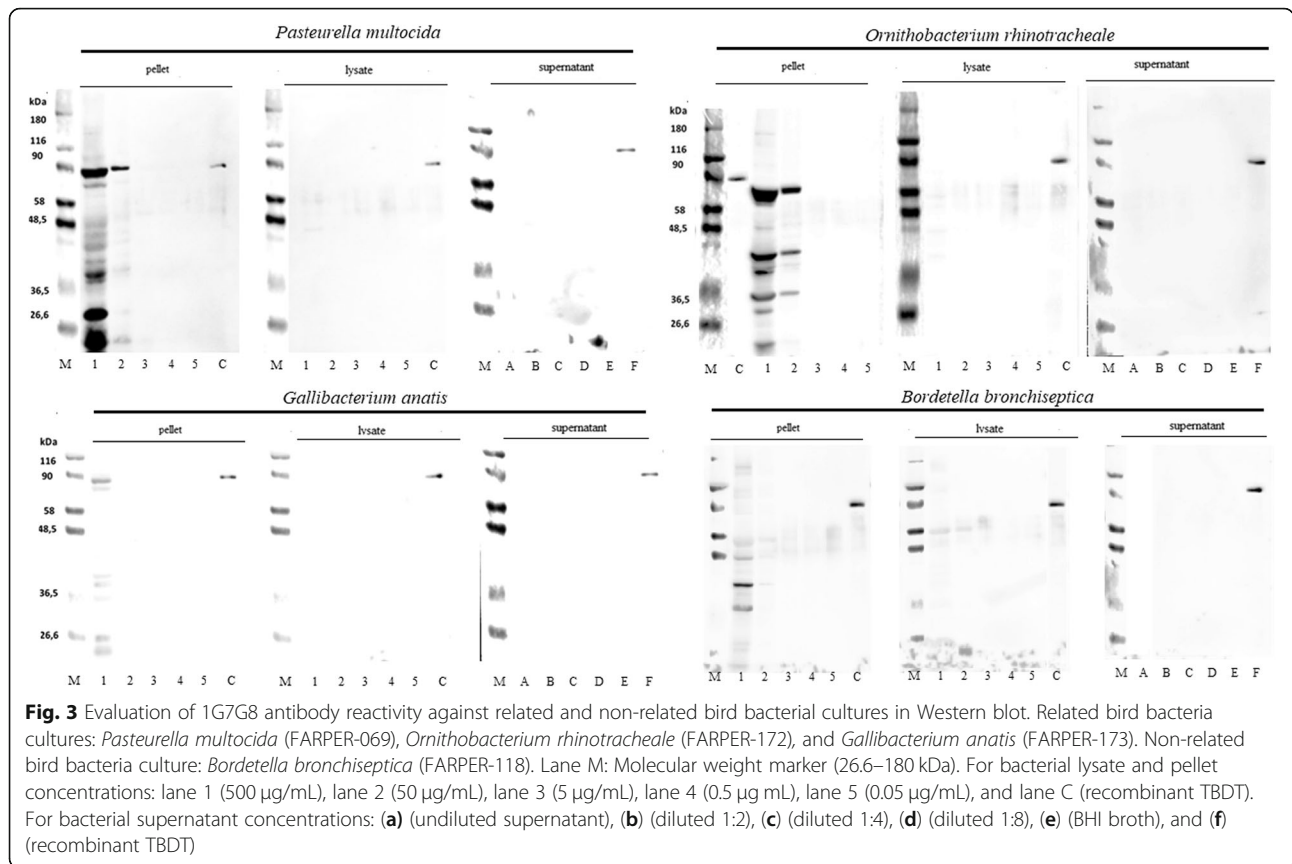 Pasteurella multocida
pellet lysate supernatant
kDa
180
116
90
58
48,5
36,5
26,6
M 1 2 3 4 5 C
M 1 2 3 4 5 C
M A B C D E F
Ornithobacterium rhinotracheale
pellet lysate supernatant
kDa
180
116
90
58
48,5
36,5
26,6
M C 1 2 3 4 5
M 1 2 3 4 5 C
M A B C D E F
Gallibacterium anatis
pellet lysate supernatant
kDa
116
90
58
48,5
36,5
26,6
M 1 2 3 4 5 C
M 1 2 3 4 5 C
M A B C D E F
Bordetella bronchiseptica
pellet lysate supernatant
M 1 2 3 4 5 C
M 1 2 3 4 5 C
M A B C D E F
Fig. 3 Evaluation of 1G7G8 antibody reactivity against related and non-related bird bacterial cultures in Western blot. Related bird bacteria
cultures: Pasteurella multocida (FARPER-069), Ornithobacterium rhinotracheale (FARPER-172), and Gallibacterium anatis (FARPER-173). Non-related
bird bacteria culture: Bordetella bronchiseptica (FARPER-118). Lane M: Molecular weight marker (26.6–180 kDa). For bacterial lysate and pellet
concentrations: lane 1 (500 μg/mL), lane 2 (50 μg/mL), lane 3 (5 μg/mL), lane 4 (0.5 μg mL), lane 5 (0.05 μg/mL), and lane C (recombinant TBDT).
For bacterial supernatant concentrations: (a) (undiluted supernatant), (b) (diluted 1:2), (c) (diluted 1:4), (d) (diluted 1:8), (e) (BHI broth), and (f)
(recombinant TBDT)